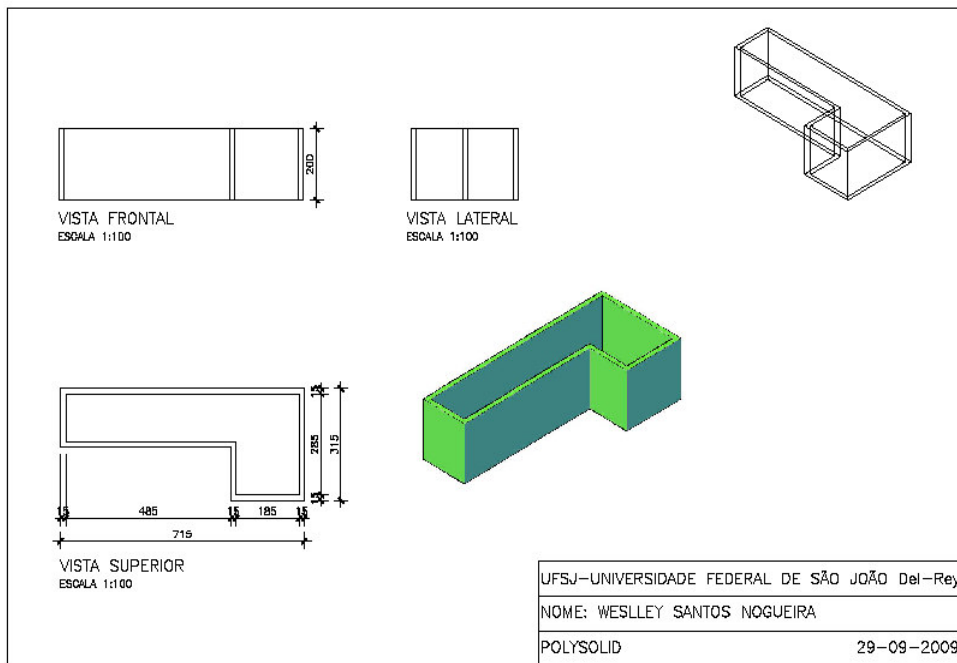 200
VISTA FRONTAL
ESCALA 1:100
VISTA LATERAL
ESCALA 1:100
15
285
315
15
15
485
15
185
15
715
VISTA SUPERIOR
ESCALA 1:100
UFSJ-UNIVERSIDADE FEDERAL DE SÃO JOÃO Del-Rey
NOME: WESLLEY SANTOS NOGUEIRA
POLYSOLID 29-09-2009